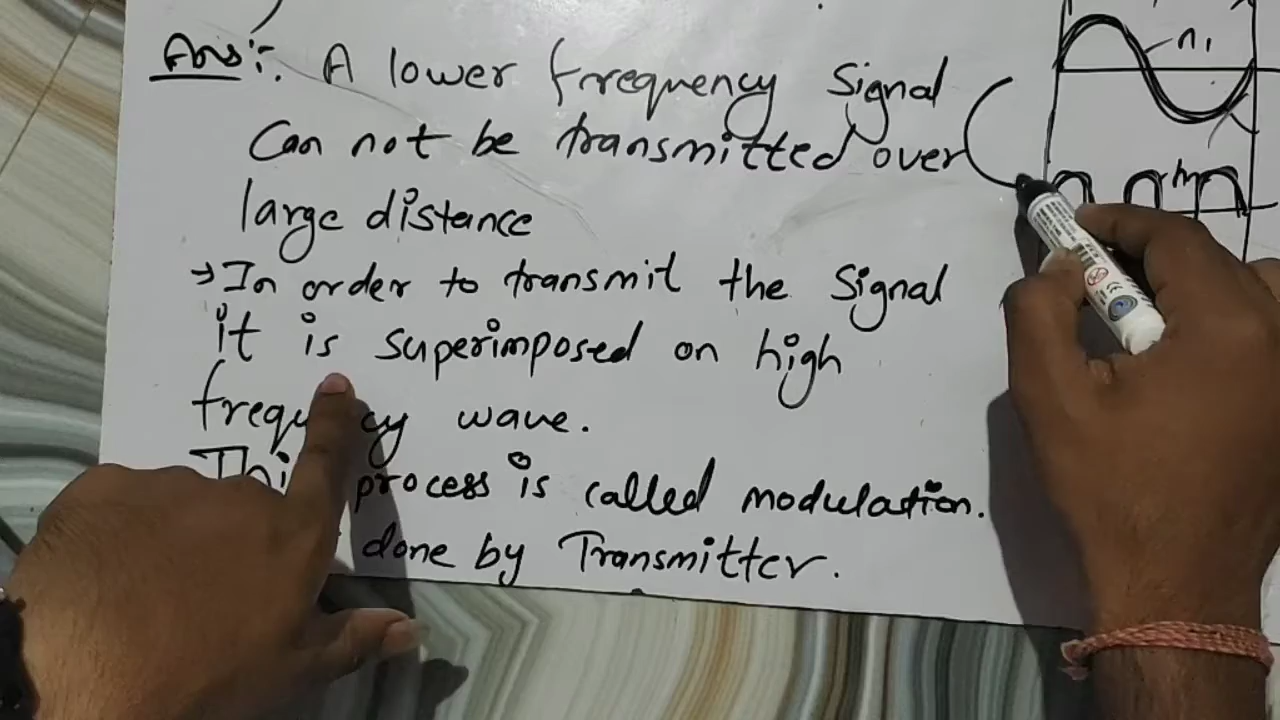 Ans:. A lower frequency Signal
Can not be transmitted over
large distance
→ In order to transmit the Signal
it is superimposed on high
wave.
process is called modulation.
done by Transmitter.
n1